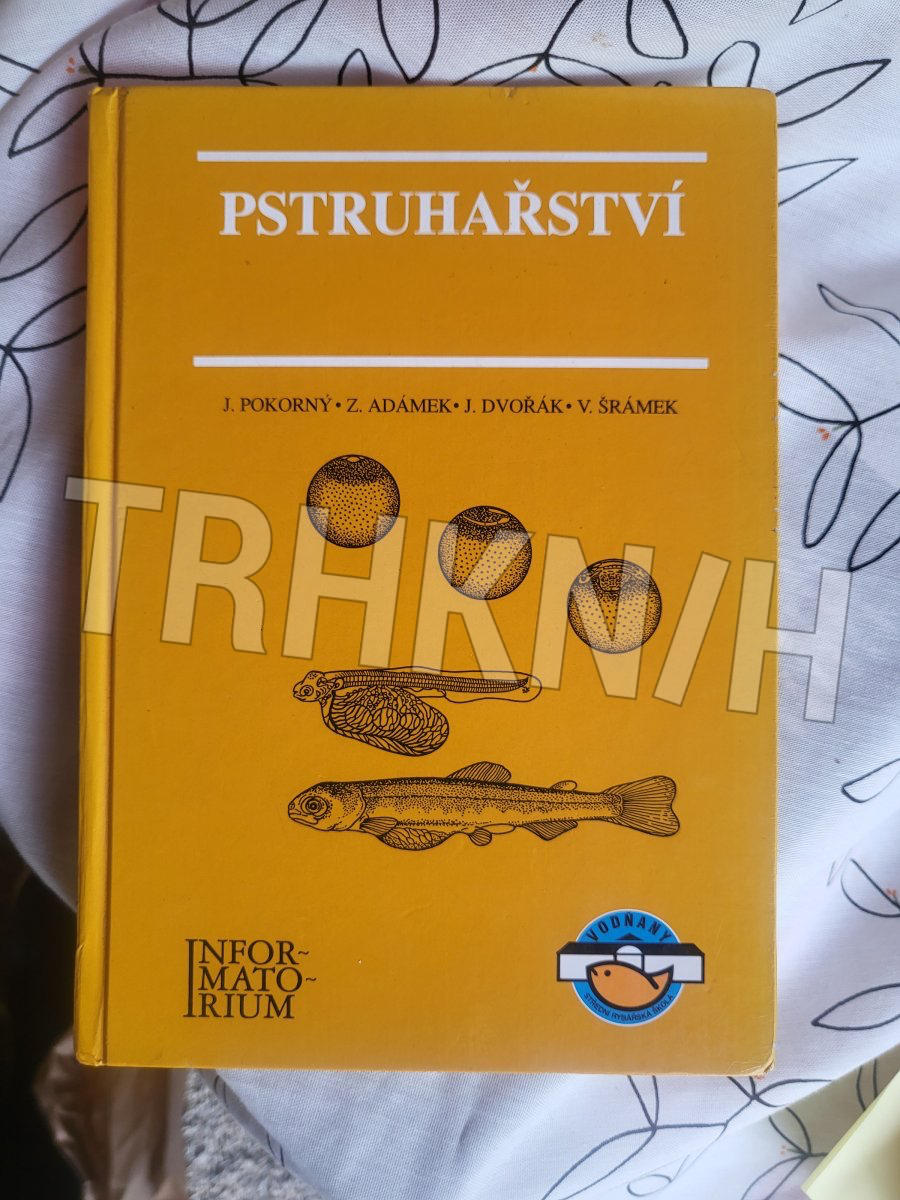 PSTRUHAŘSTVÍ
J. POKORNÝ • Z. ADÁMEK • J. DVOŘÁK • V. ŠRÁMEK
TRHKNIH
INFOR~
MATO~
RIUM
VODŇANY
STŘEDNÍ RYBÁŘSKÁ ŠKOLA